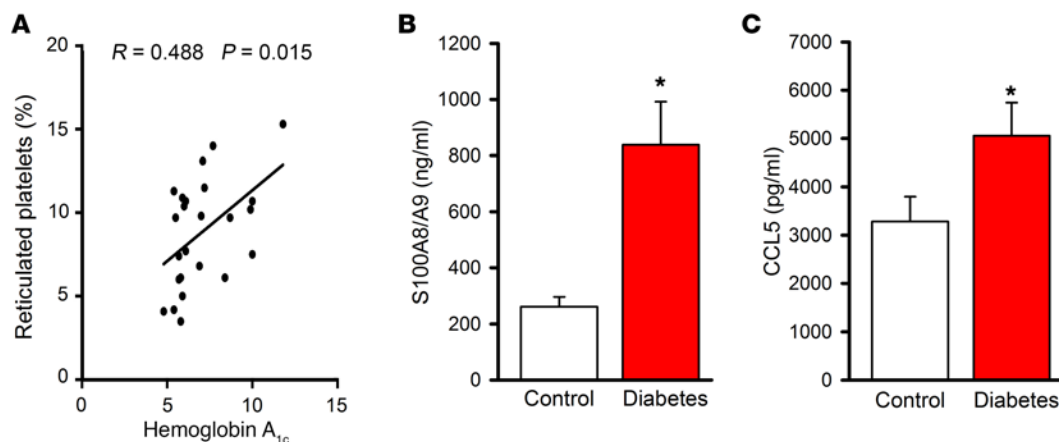 A
R = 0.488 P = 0.015
Reticulated platelets (%)
20
15
10
5
0
0 5 10 15
Hemoglobin A1c
B
S100A8/A9 (ng/ml)
1200
1000
800
600
400
200
0
*
Control Diabetes
C
CCL5 (pg/ml)
7000
6000
5000
4000
3000
2000
1000
0
*
Control Diabetes